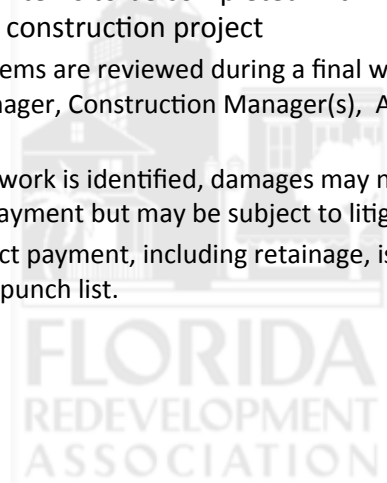 construction project
ems are reviewed during a final w
nager, Construction Manager(s), A
work is identified, damages may n
ayment but may be subject to litig
ct payment, including retainage, is
punch list.
FLORIDA
REDEVELOPMENT
ASSOCIATION